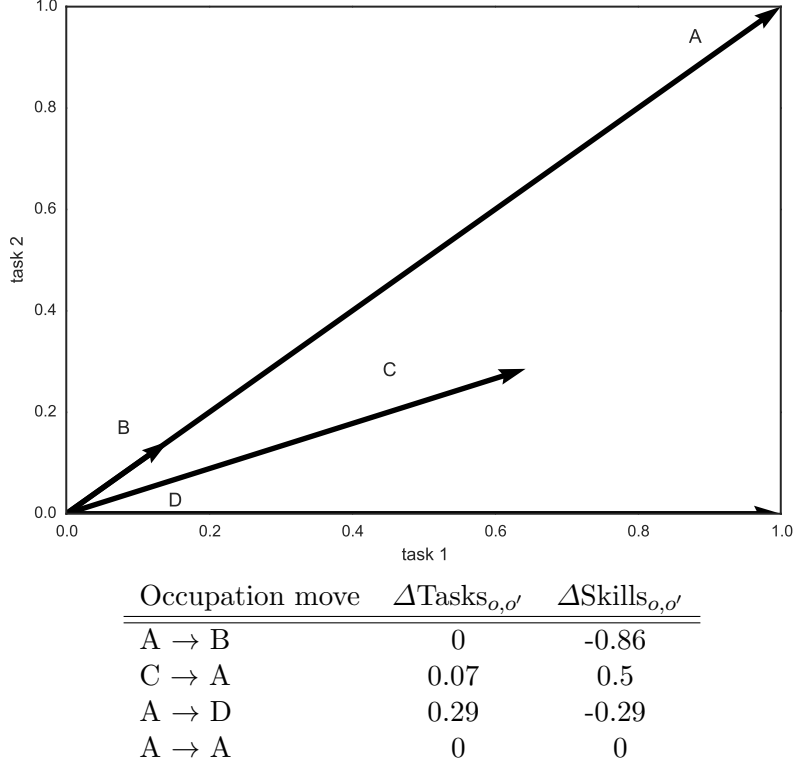 1.0
A
0.8
0.6
task 2
0.4
C
B
0.2
D
0.0
0.0 0.2 0.4 0.6 0.8 1.0
task 1
Occupation move ΔTasks_{o,o′} ΔSkills_{o,o′}
A → B 0 -0.86
C → A 0.07 0.5
A → D 0.29 -0.29
A → A 0 0